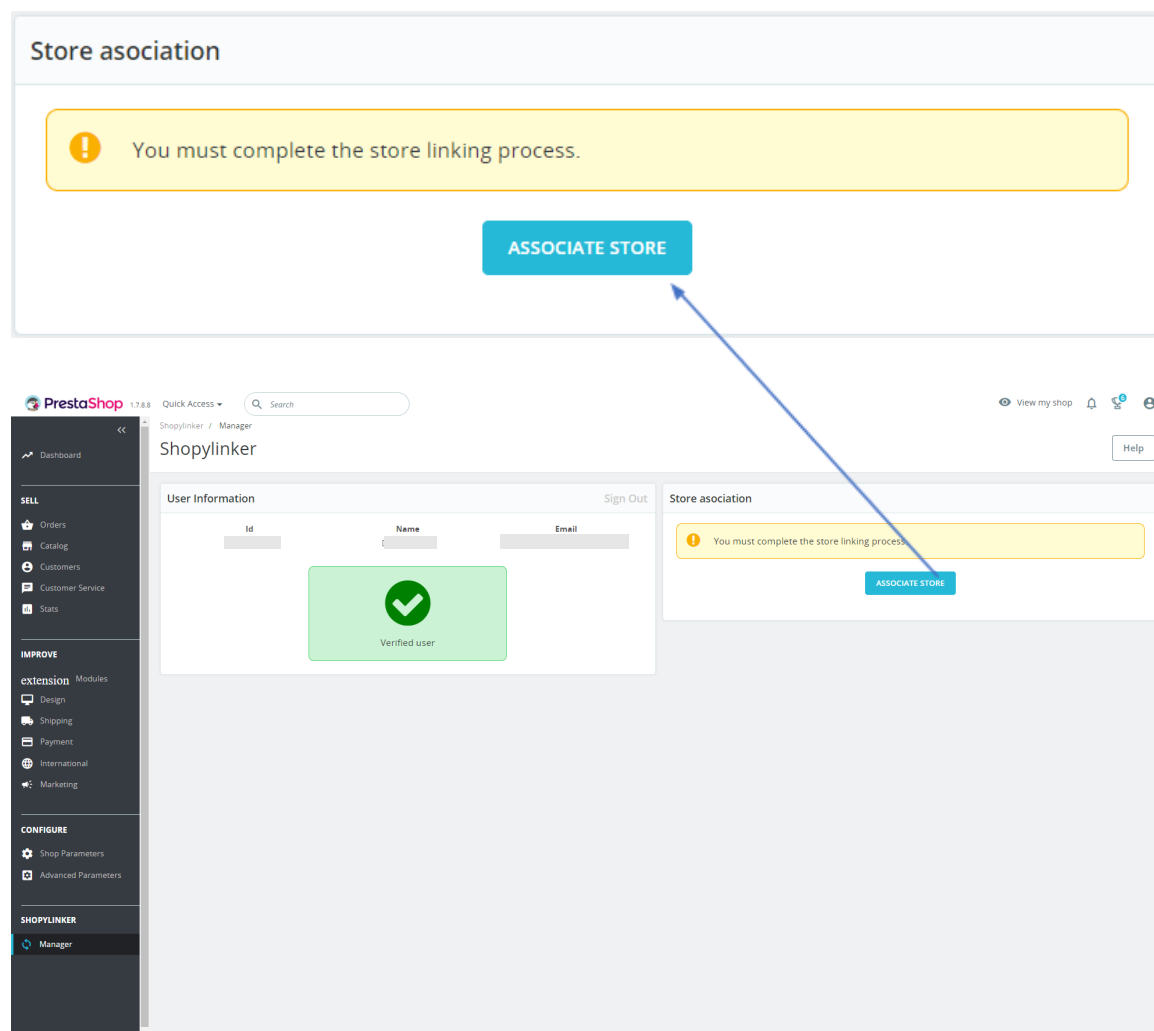 Store asociation
You must complete the store linking process.
ASSOCIATE STORE
PrestaShop 1.7.8.8 Quick Access Search View my shop 6
Shopylinker / Manager
Shopylinker
Help
Dashboard
SELL
Orders
Catalog
Customers
Customer Service
Stats
IMPROVE
extension Modules
Design
Shipping
Payment
International
Marketing
CONFIGURE
Shop Parameters
Advanced Parameters
SHOPYLINKER
Manager
User Information Sign Out
Id Name Email
Verified user
Store asociation
You must complete the store linking process.
ASSOCIATE STORE